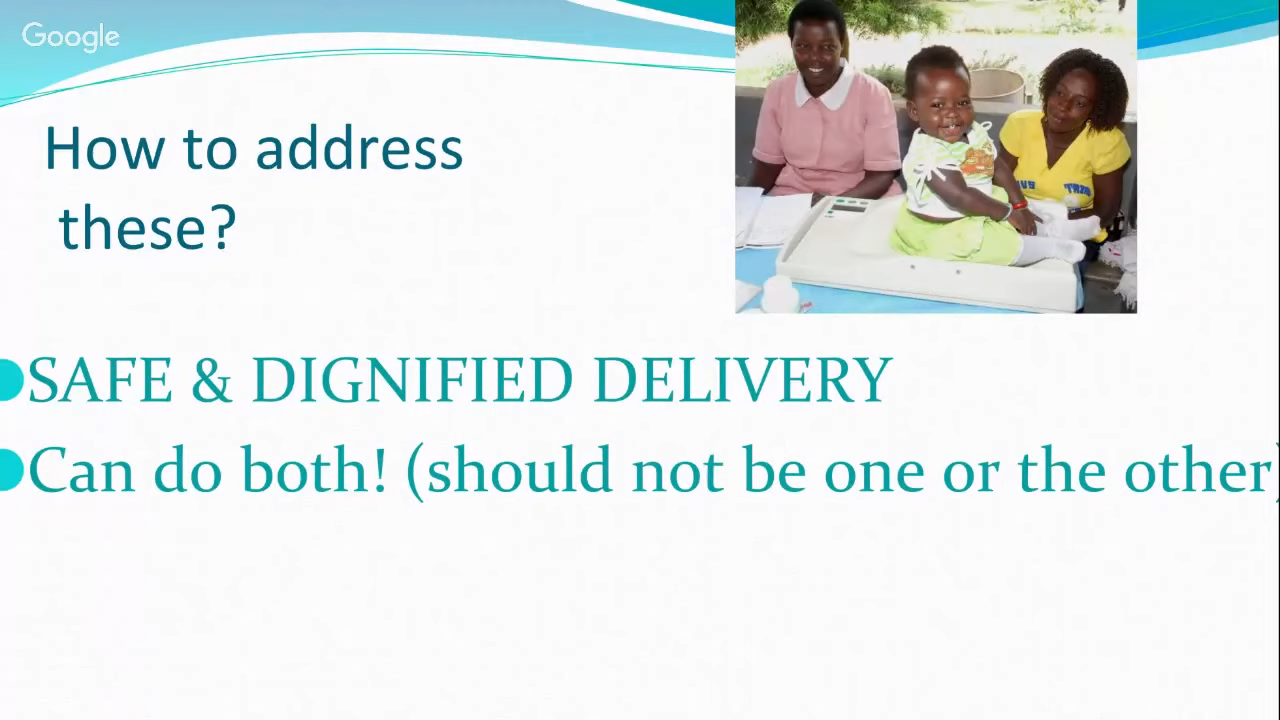 Google
How to address
these?
SAFE & DIGNIFIED DELIVERY
Can do both! (should not be one or the other)